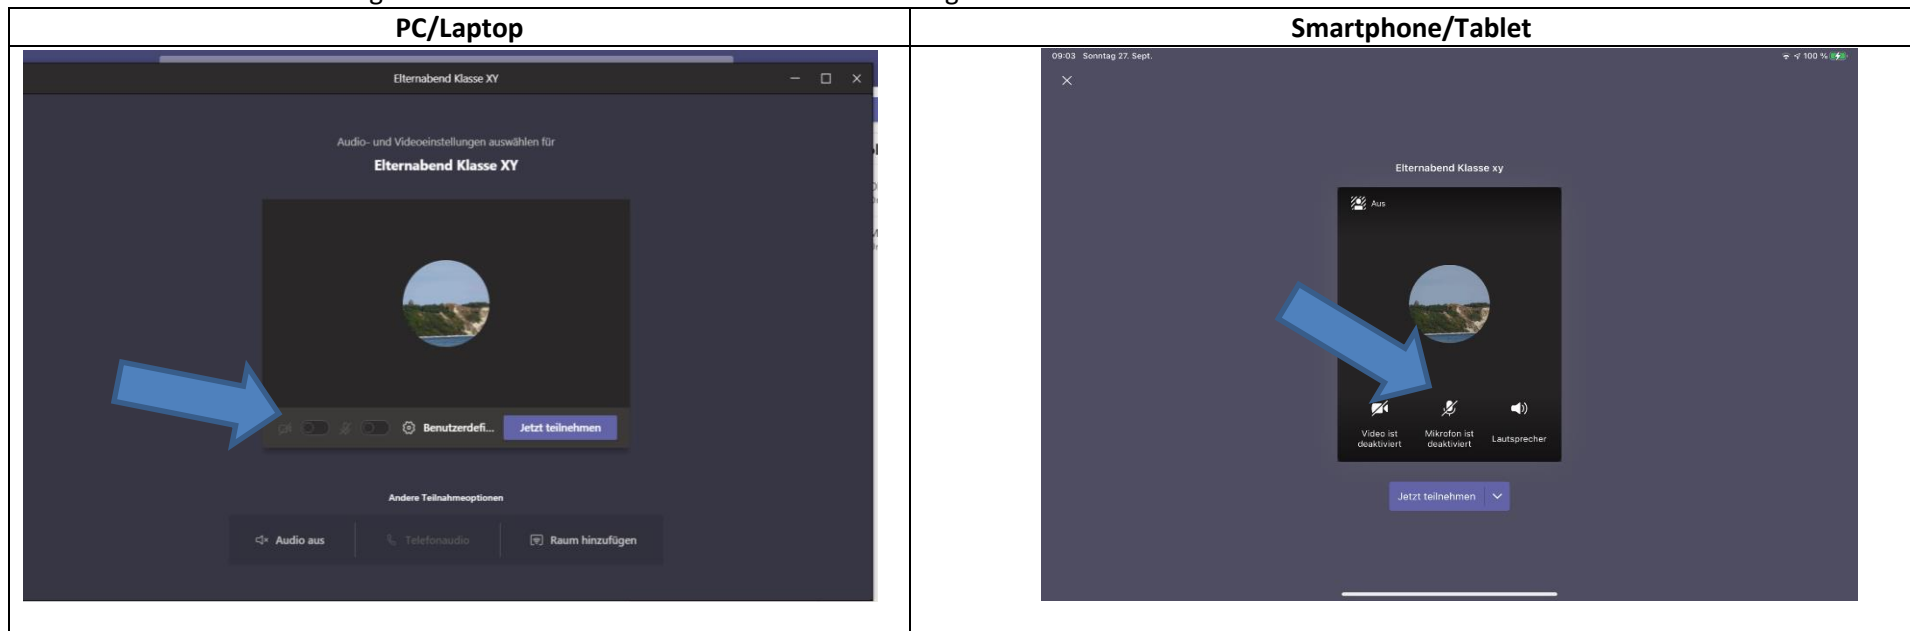 PC/Laptop
Smartphone/Tablet
Elternabend Klasse XY
Audio- und Videoeinstellungen auswählen für
Elternabend Klasse XY
Benutzerdefi...
Jetzt teilnehmen
Andere Teilnahmeoptionen
Audio aus
Telefonaudio
Raum hinzufügen
09:03 Sonntag 27. Sept.
100 %
Elternabend Klasse xy
Aus
Video ist deaktiviert
Mikrofon ist deaktiviert
Lautsprecher
Jetzt teilnehmen